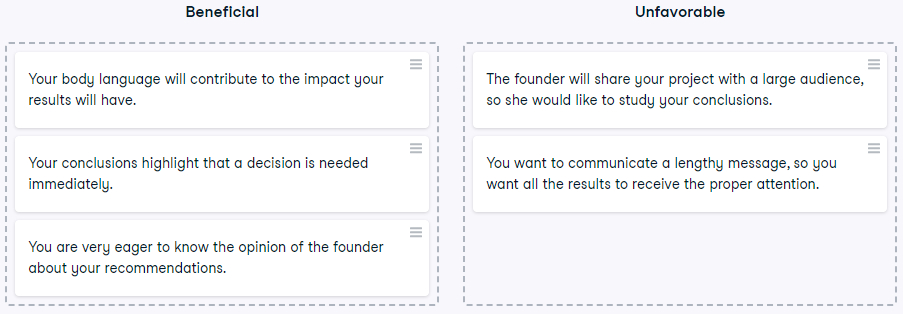 Beneficial
Your body language will contribute to the impact your
results will have.
Your conclusions highlight that a decision is needed
immediately.
You are very eager to know the opinion of the founder
about your recommendations.
Unfavorable
The founder will share your project with a large audience,
so she would like to study your conclusions.
You want to communicate a lengthy message, so you
want all the results to receive the proper attention.